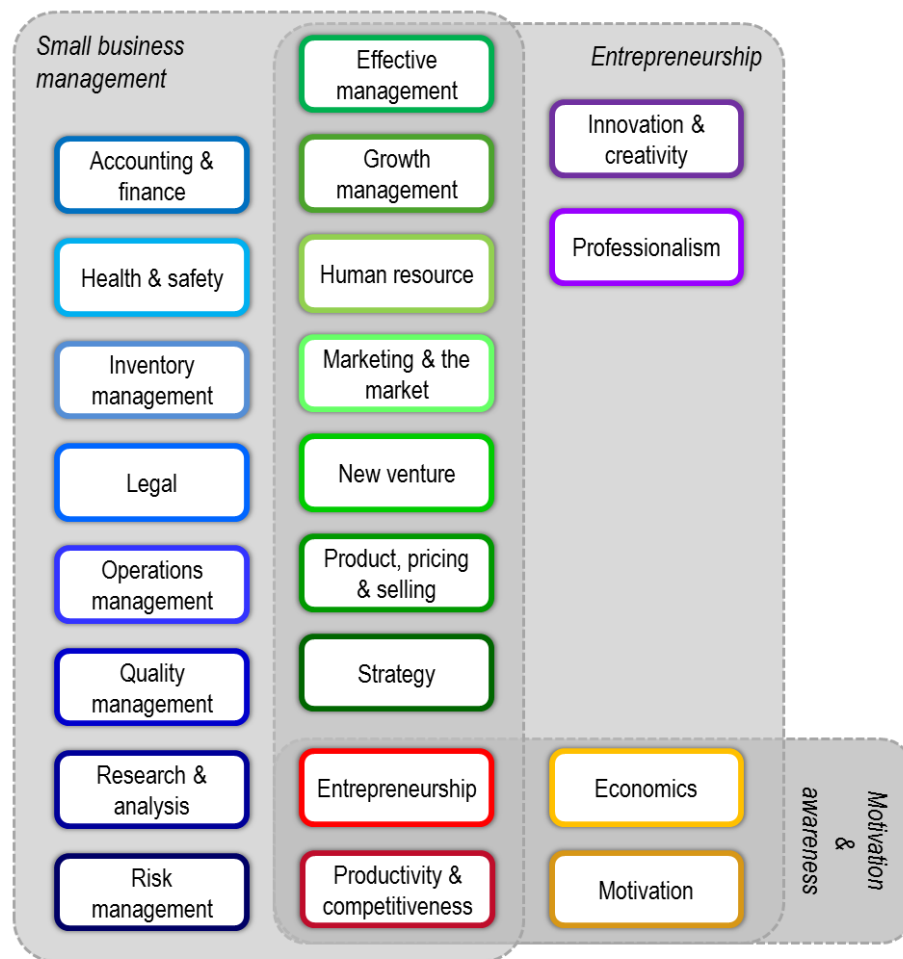 Small business
management
Accounting &
finance
Health & safety
Inventory
management
Legal
Operations
management
Quality
management
Research &
analysis
Risk
management
Effective
management
Growth
management
Human resource
Marketing & the
market
New venture
Product, pricing
& selling
Strategy
Entrepreneurship
Productivity &
competitiveness
Entrepreneurship
Innovation &
creativity
Professionalism
Economics
Motivation
Motivation
&
awareness